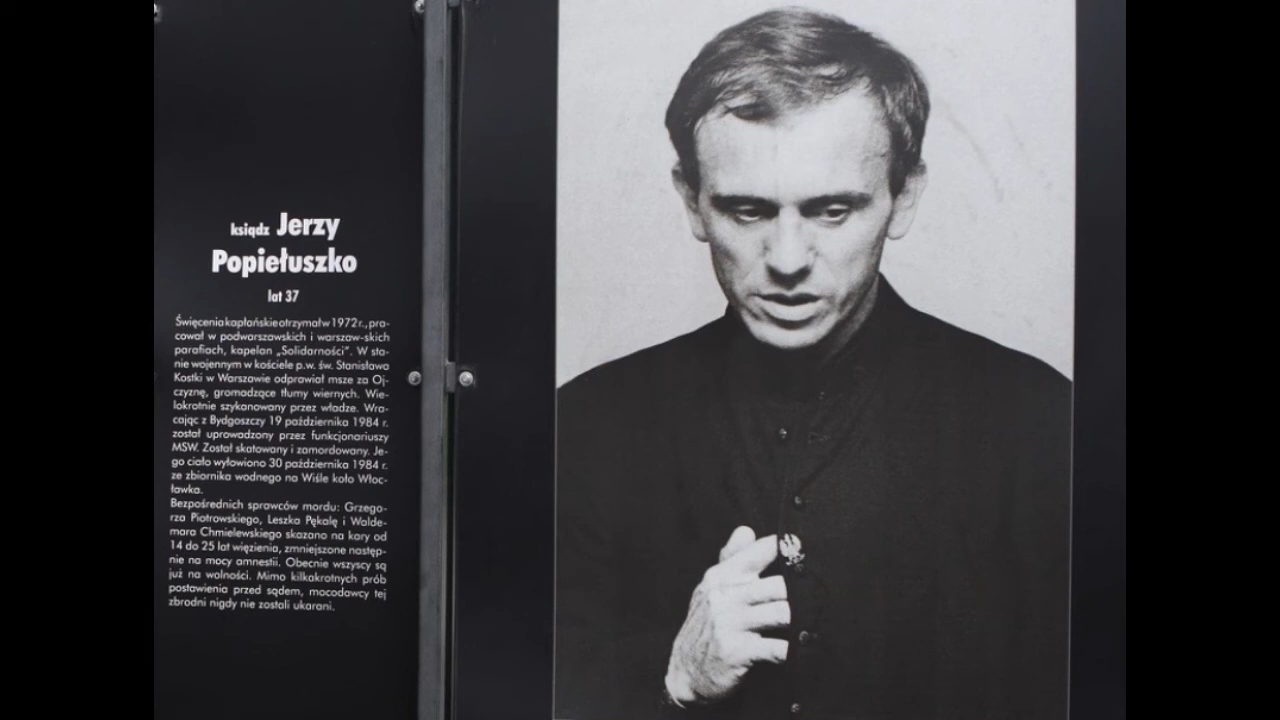 ksiądz Jerzy
Popiełuszko
lat 37
Święcenia kapłańskie otrzymał w 1972 r., pra-
cował w podwarszawskich i warszaw-skich
parafiach, kapelan „Solidarności”. W sta-
nie wojennym w kościele p.w. św. Stanisława
Kostki w Warszawie odprawiał msze za Oj-
czyznę, gromadzące tłumy wiernych. Wie-
lokrotnie szykanowany przez władze. Wra-
cając z Bydgoszczy 19 października 1984 r.
został uprowadzony przez funkcjonariuszy
MSW. Został skatowany i zamordowany. Je-
go ciało wyłowiono 30 października 1984 r.
ze zbiornika wodnego na Wiśle koło Włoc-
ławka.
Bezpośrednich sprawców mordu: Grzego-
rza Piotrowskiego, Leszka Pękalę i Walde-
mara Chmielewskiego skazano na kary od
14 do 25 lat więzienia, zmniejszone następ-
nie na mocy amnestii. Obecnie wszyscy są
już na wolności. Mimo kilkakrotnych prób
postawienia przed sądem, mocodawcy tej
zbrodni nigdy nie zostali ukarani.